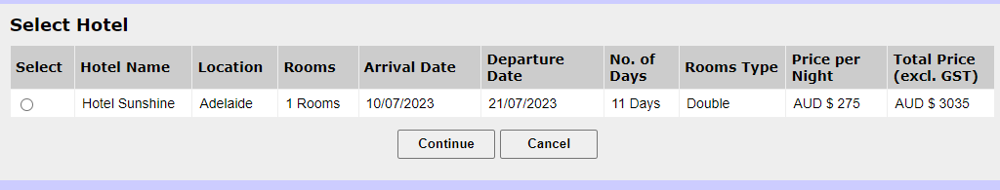 Select Hotel
Select Hotel Name Location Rooms Arrival Date Departure Date No. of Days Rooms Type Price per Night Total Price (excl. GST)
Hotel Sunshine Adelaide 1 Rooms 10/07/2023 21/07/2023 11 Days Double AUD $ 275 AUD $ 3035
Continue Cancel